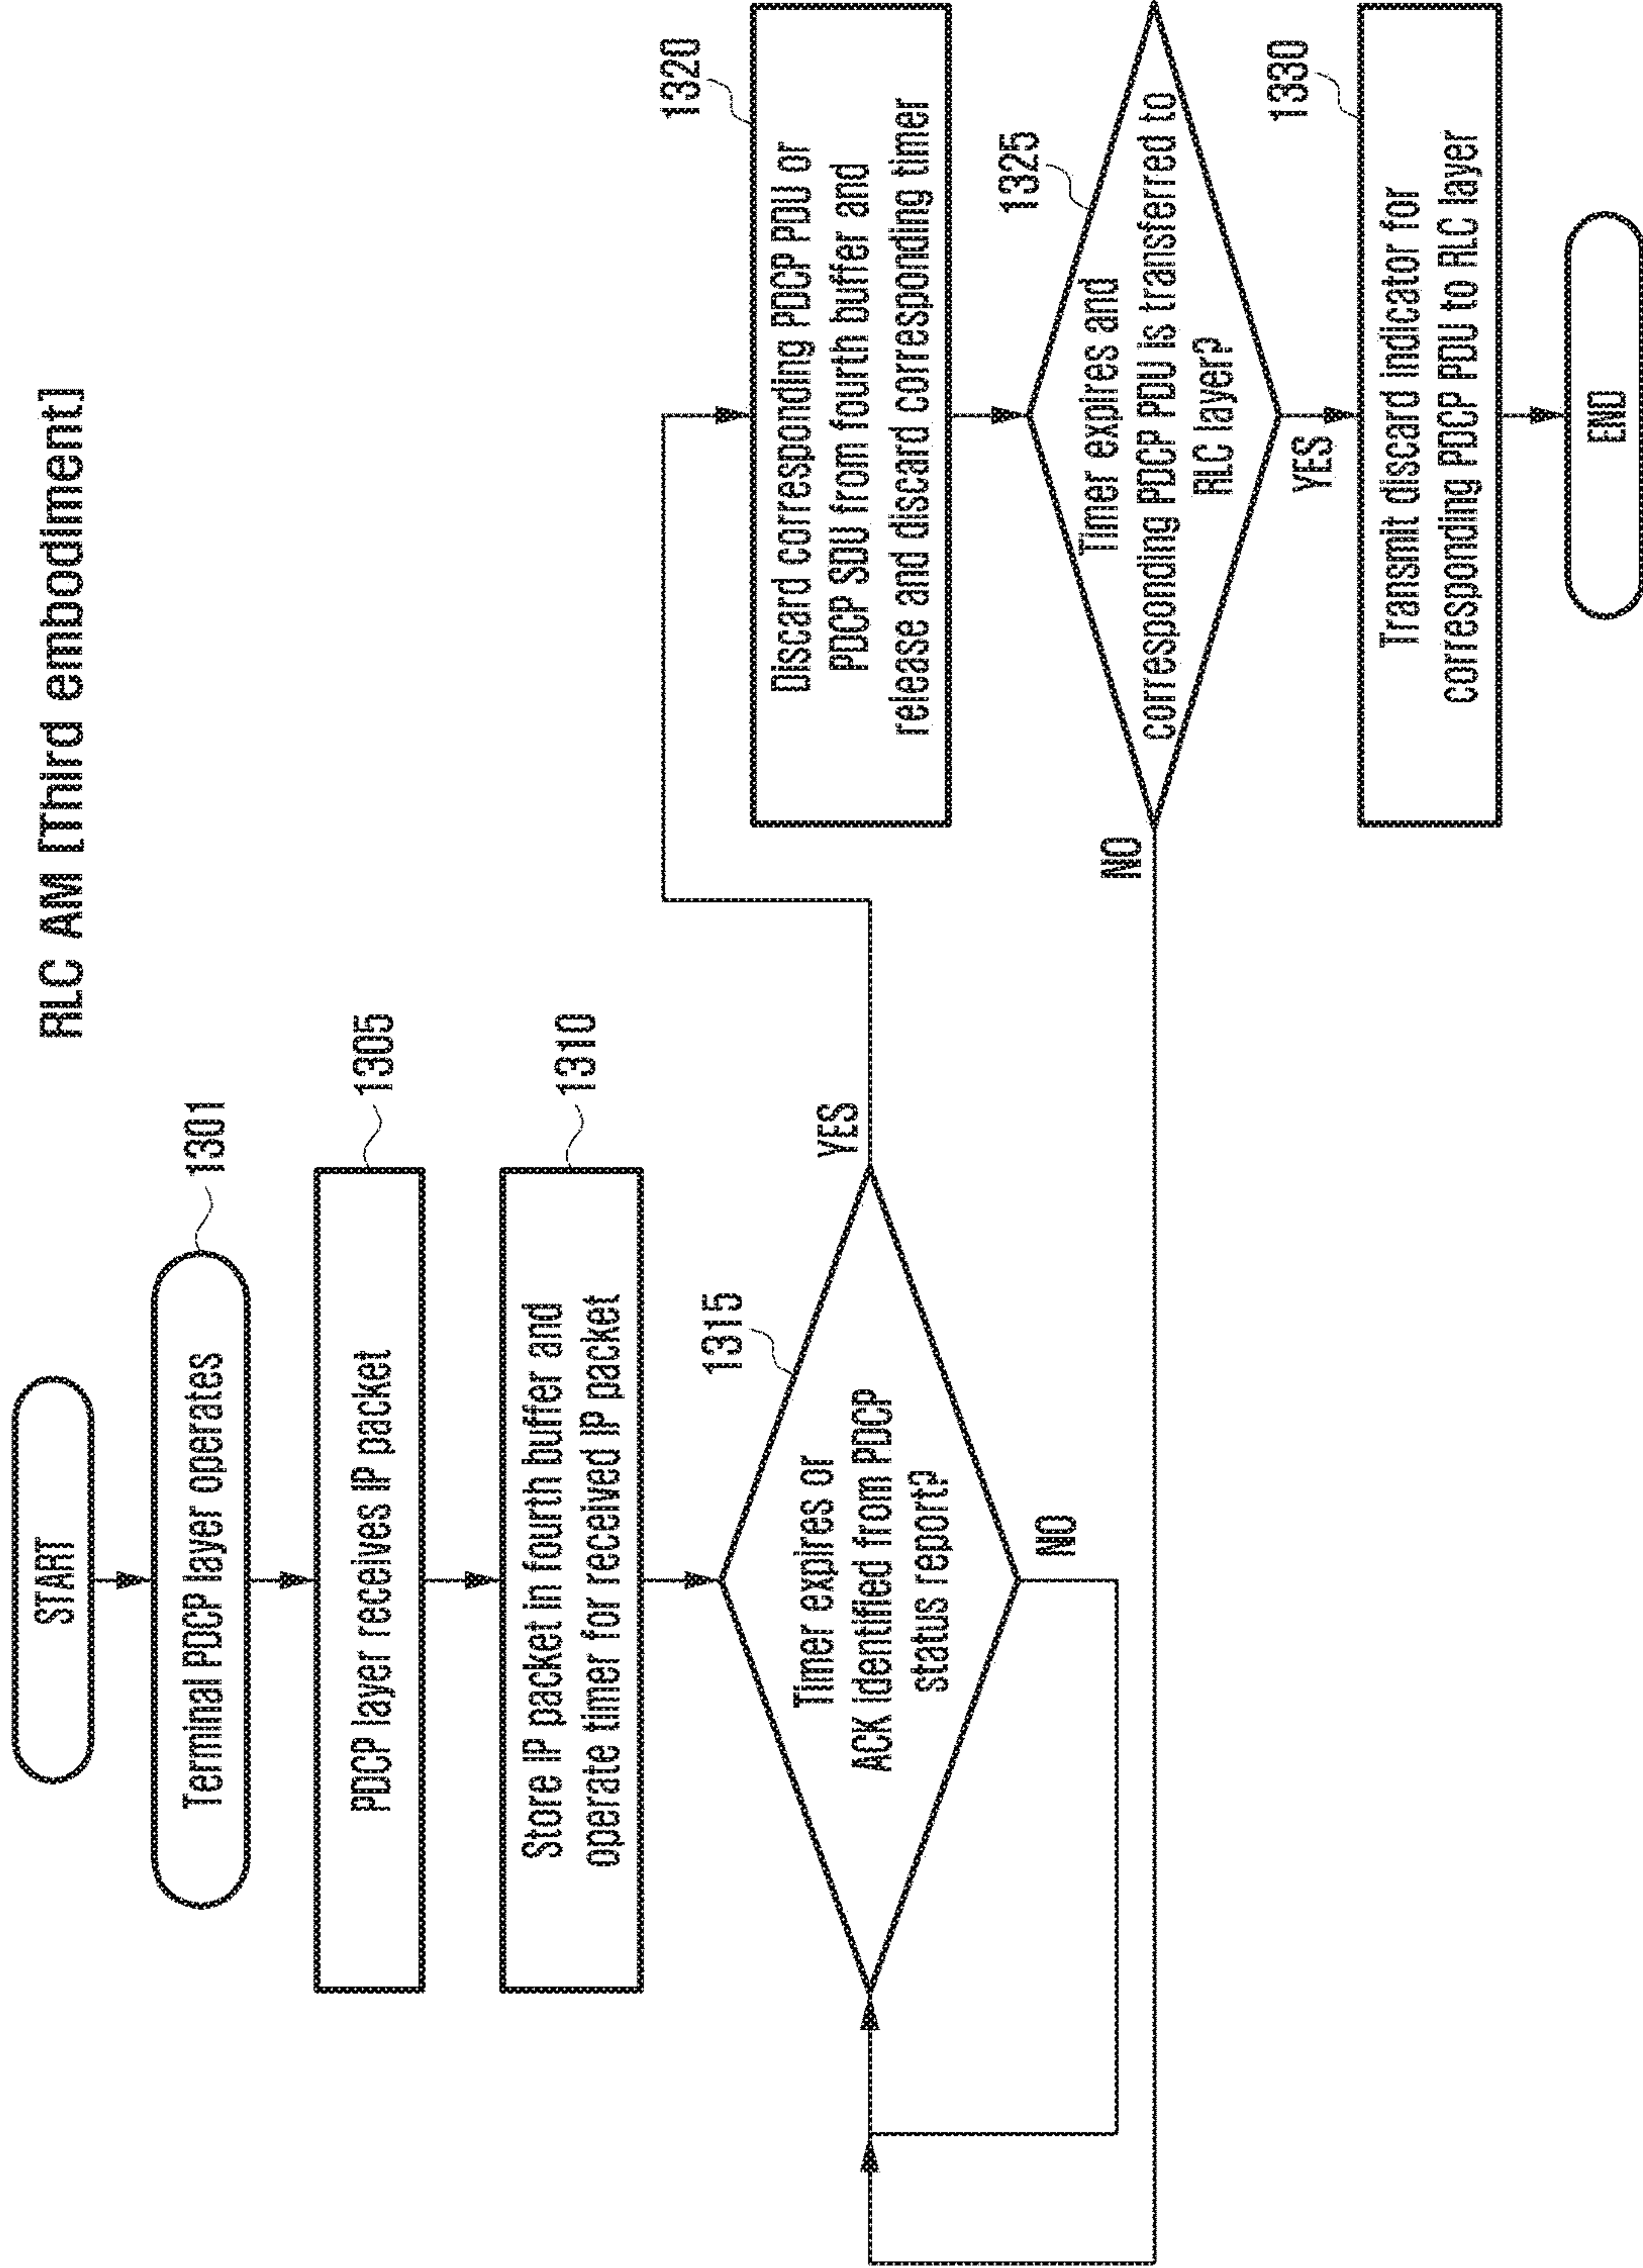 RLC AM [Third embodiment]
START
Terminal PDCP layer operates
1301
PDCP layer receives IP packet
1305
Store IP packet in fourth buffer and
operate timer for received IP packet
1310
Timer expires or
ACK identified from PDCP
status report?
1315
YES
NO
Discard corresponding PDCP PDU or
PDCP SDU from fourth buffer and
release and discard corresponding timer
1320
Timer expires and
corresponding PDCP PDU is transferred to
RLC layer?
1325
NO
YES
Transmit discard indicator for
corresponding PDCP PDU to RLC layer
1330
END